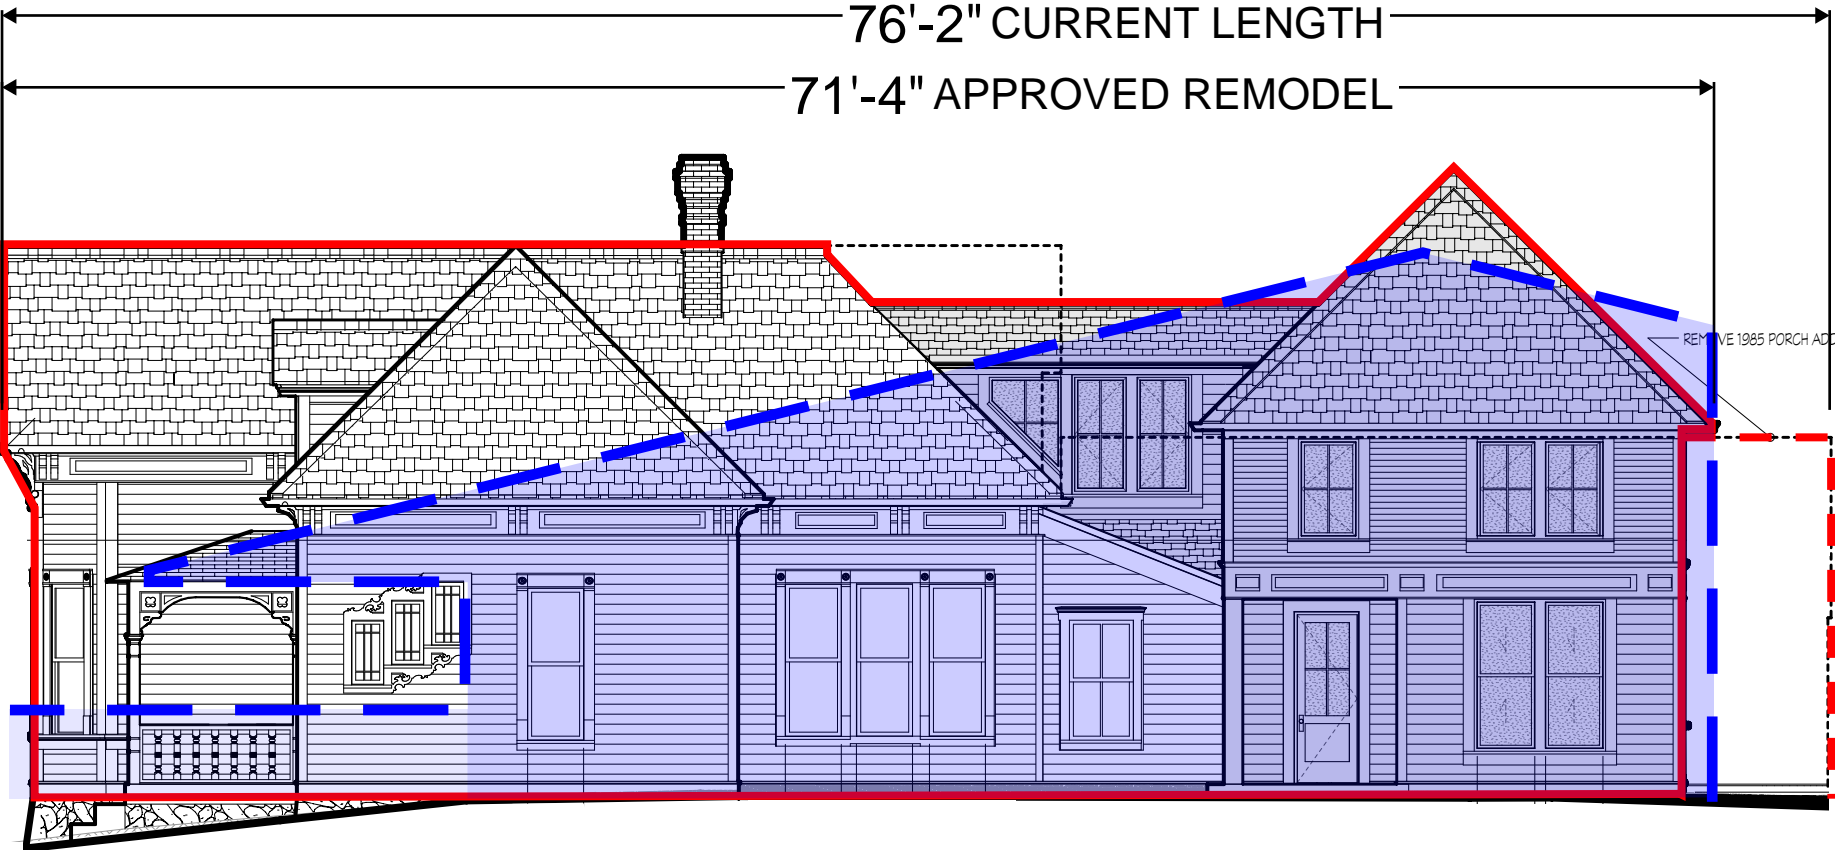 76'-2" CURRENT LENGTH
71'-4" APPROVED REMODEL
1985 PORCH